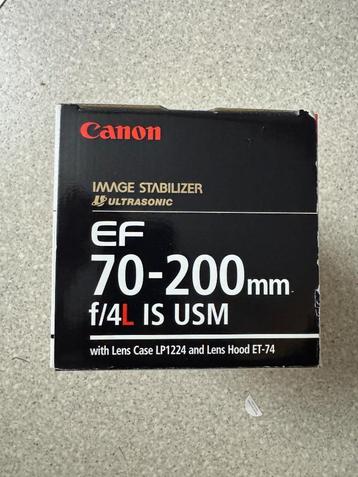 Canon
IMAGE STABILIZER
ULTRASONIC
EF
70-200mm
f/4L IS USM
with Lens Case LP1224 and Lens Hood ET-74